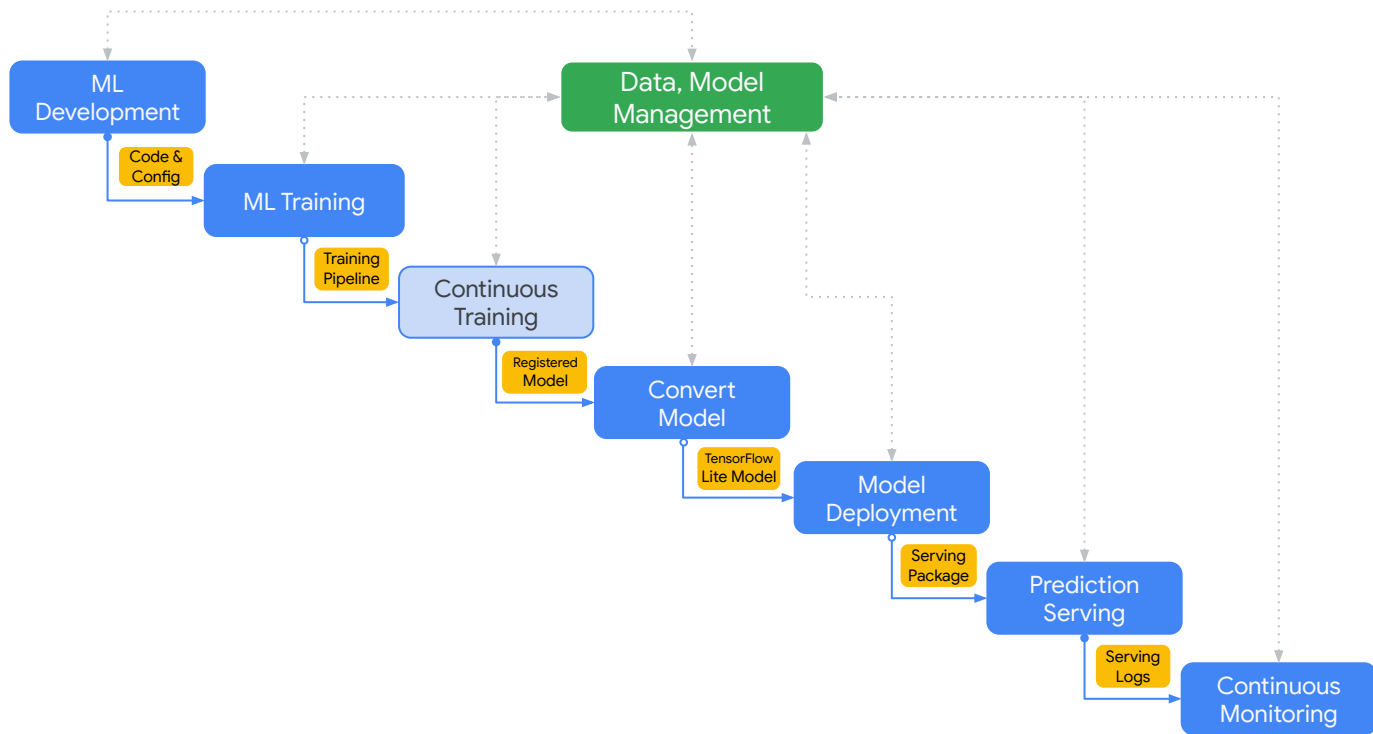 ML
Development
Data, Model
Management
Code &
Config
ML Training
Training
Pipeline
Continuous
Training
Registered
Model
Convert
Model
TensorFlow
Lite Model
Model
Deployment
Serving
Package
Prediction
Serving
Serving
Logs
Continuous
Monitoring